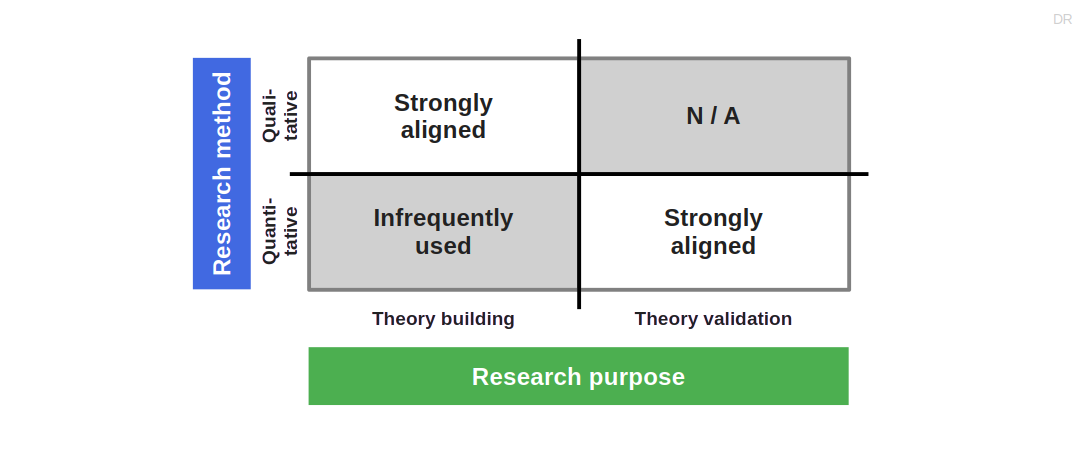 DR
Research method
Quali-
tative
Strongly
aligned
N / A
Quanti-
tative
Infrequently
used
Strongly
aligned
Theory building
Theory validation
Research purpose